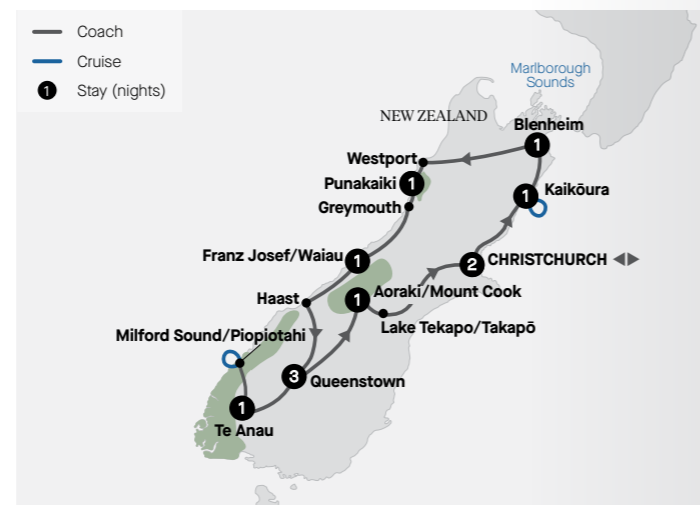 Coach
Cruise
1 Stay (nights)
Marlborough
Sounds
NEW ZEALAND
Blenheim
1
Westport
Punakaiki
1
1
Kaikōura
Greymouth
Franz Josef/Waiau
1
2
CHRISTCHURCH
Haast
1
Aoraki/Mount Cook
Lake Tekapo/Takapō
Milford Sound/Piopiotahi
3
Queenstown
1
Te Anau